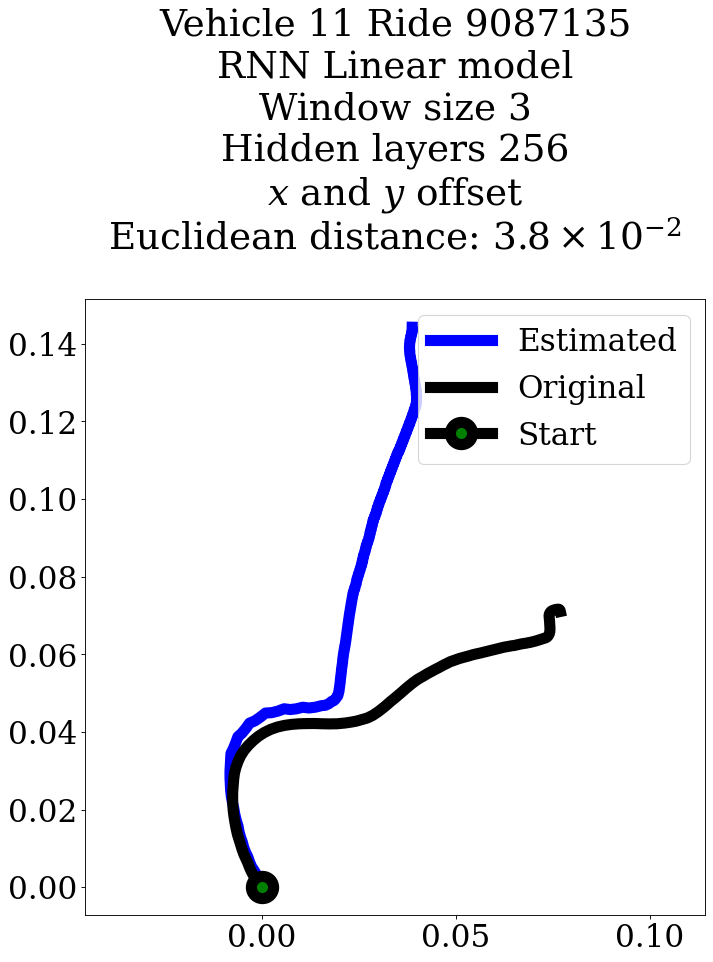 Vehicle 11 Ride 9087135
RNN Linear model
Window size 3
Hidden layers 256
x and y offset
Euclidean distance: 3.8 × 10⁻²
Estimated
Original
Start
0.14
0.12
0.10
0.08
0.06
0.04
0.02
0.00
0.00 0.05 0.10